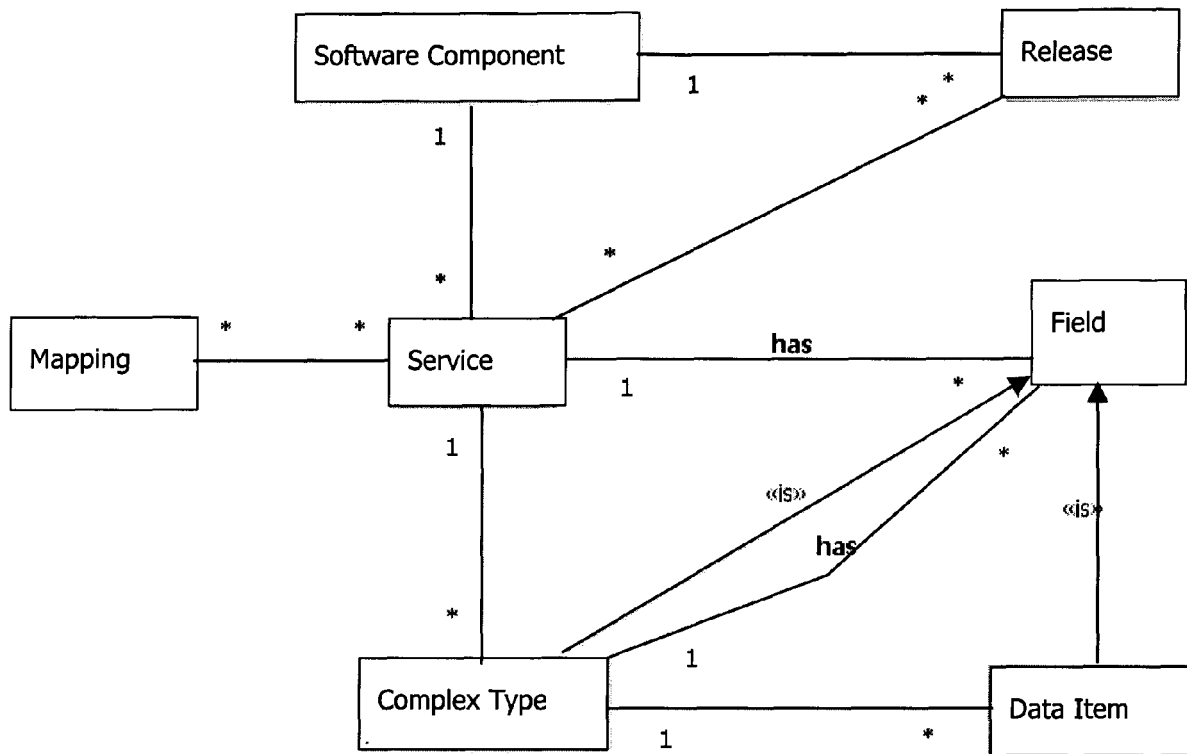 Software Component
Release
1
*
*
1
*
*
Field
Mapping
*
*
Service
has
1
*
1
*
«is»
«is»
has
*
1
Complex Type
Data Item
1
*